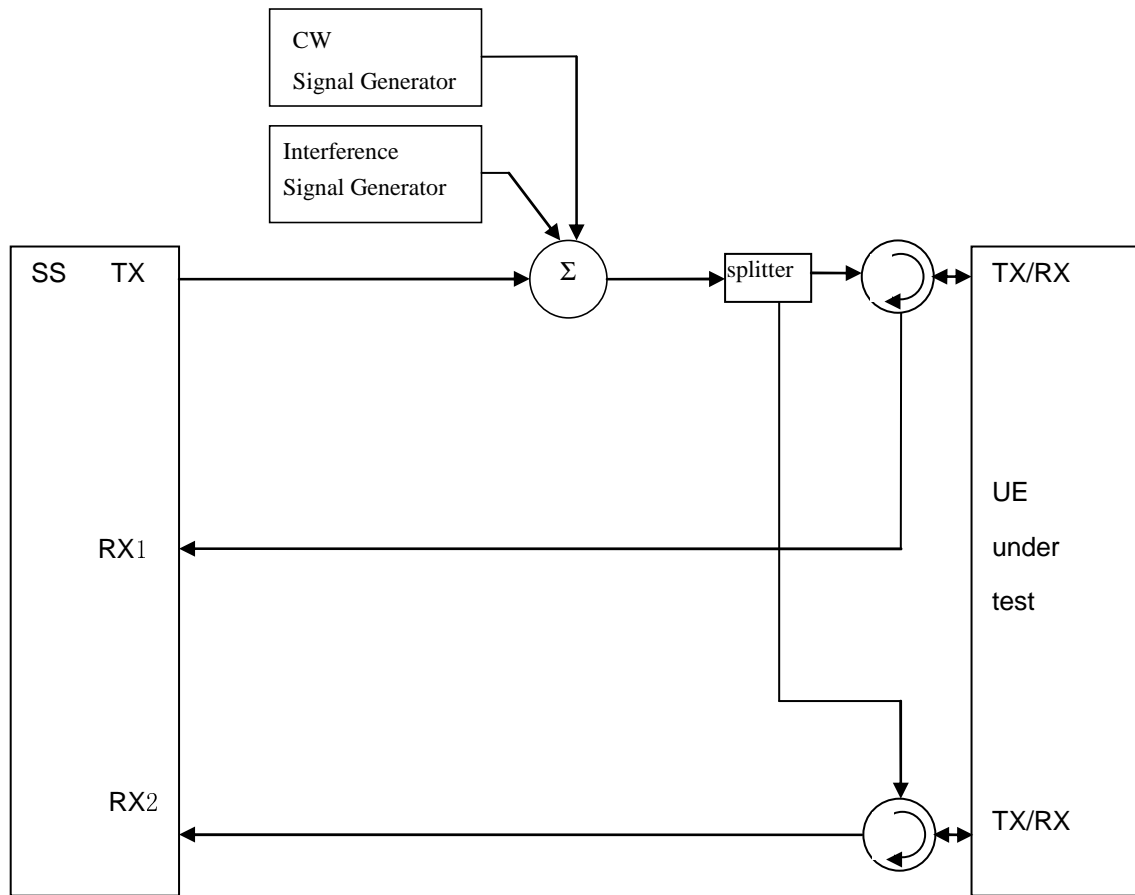 CW
Signal Generator
Interference
Signal Generator
SS TX
Σ
splitter
TX/RX
RX1
UE
under
test
RX2
TX/RX